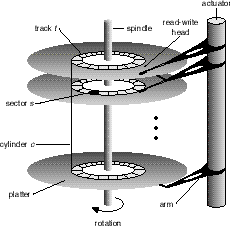 actuator
track t
spindle
read-write
head
sector s
cylinder c
platter
arm
rotation